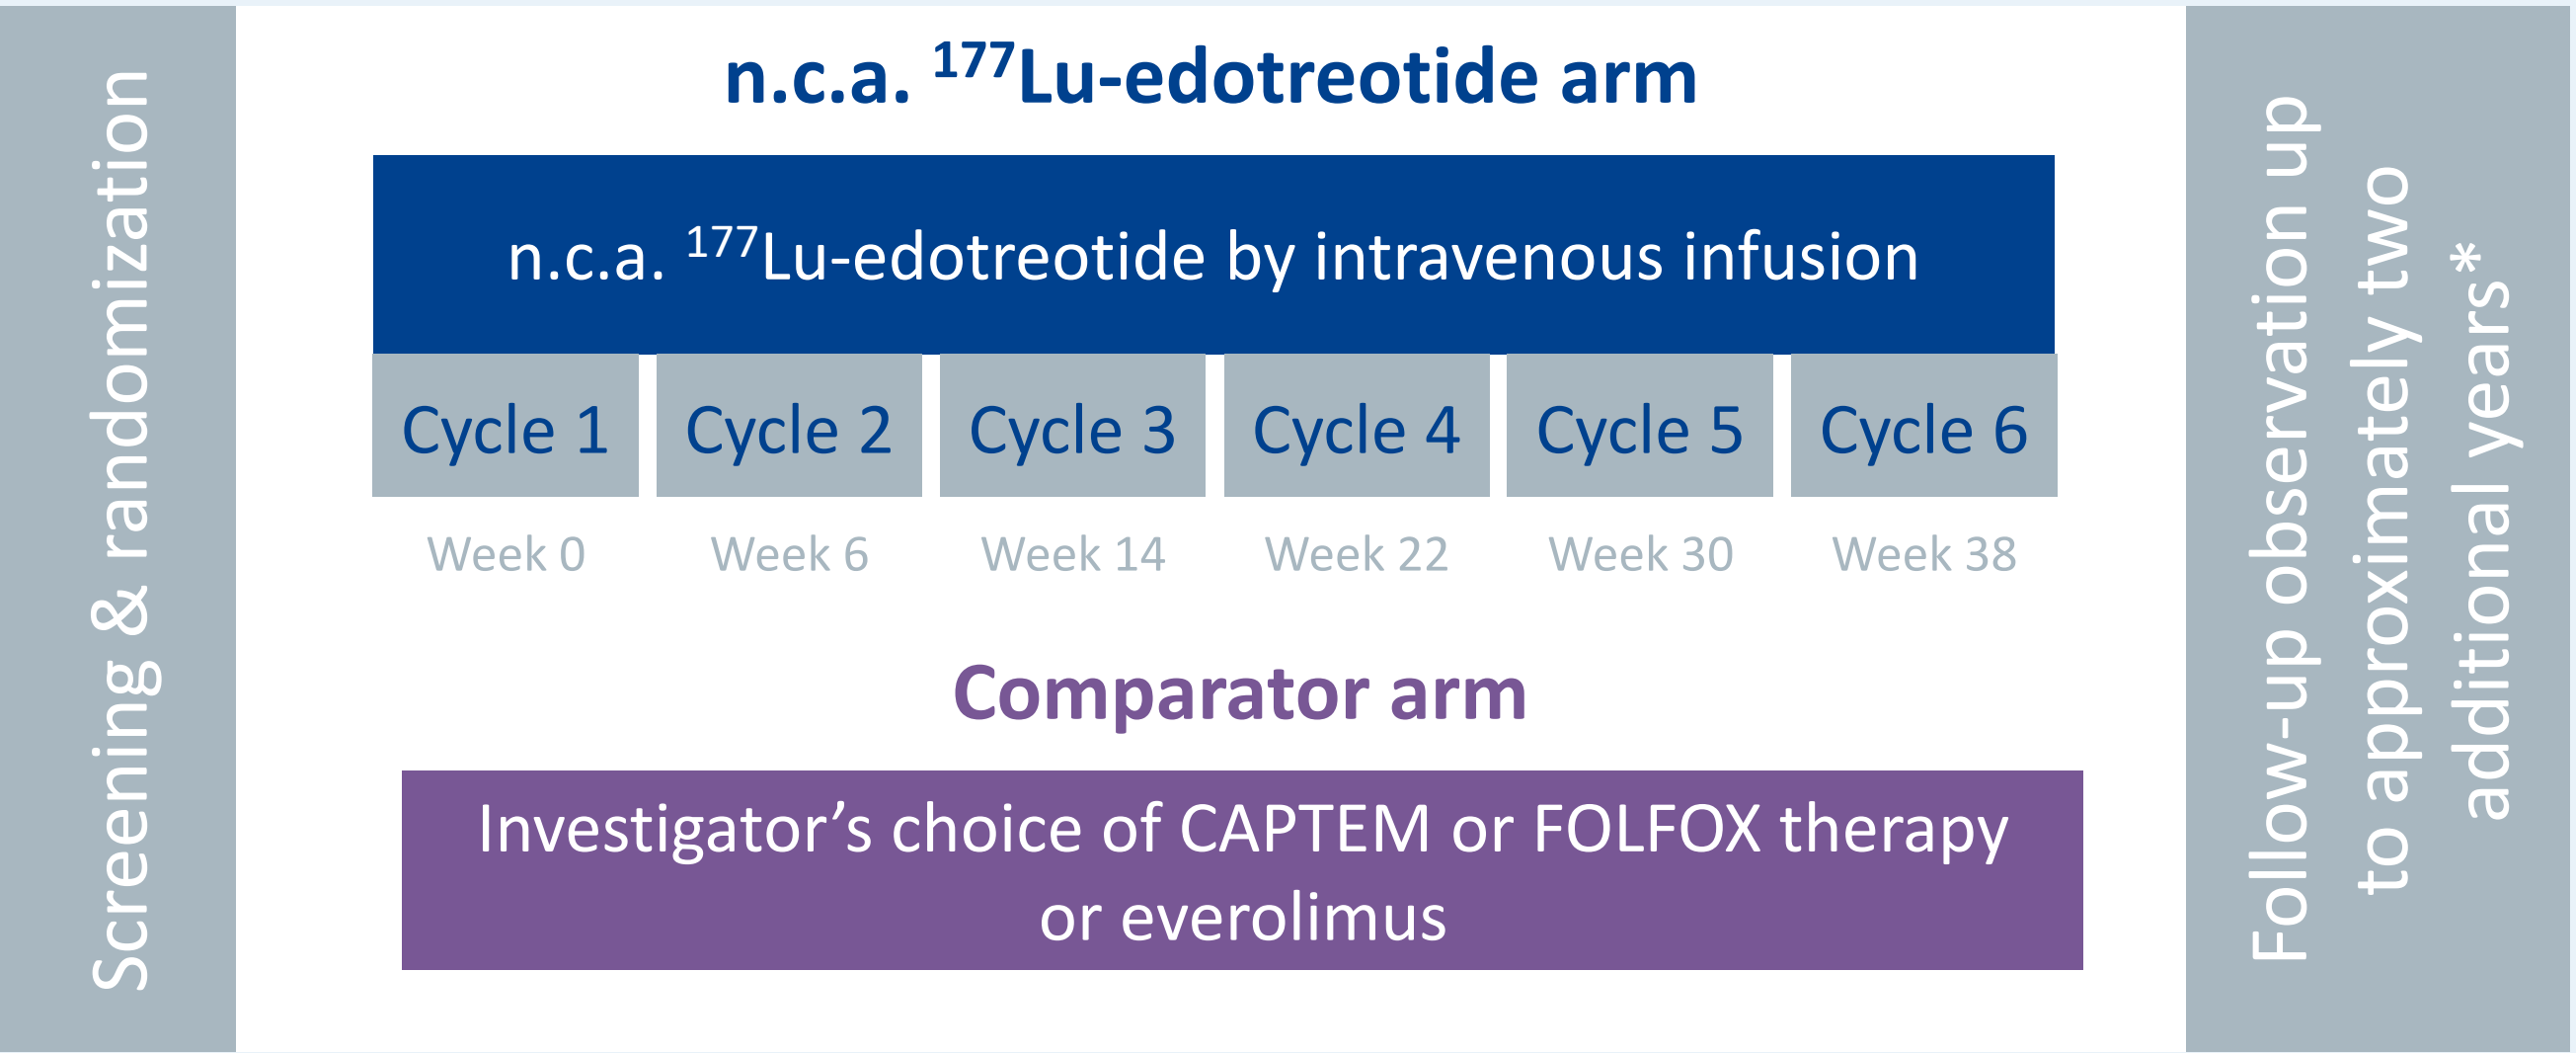 Screening & randomization
n.c.a. ¹⁷⁷Lu-edotreotide arm
n.c.a. ¹⁷⁷Lu-edotreotide by intravenous infusion
Cycle 1
Cycle 2
Cycle 3
Cycle 4
Cycle 5
Cycle 6
Week 0
Week 6
Week 14
Week 22
Week 30
Week 38
Comparator arm
Investigator’s choice of CAPTEM or FOLFOX therapy
or everolimus
Follow-up observation up
to approximately two
additional years*